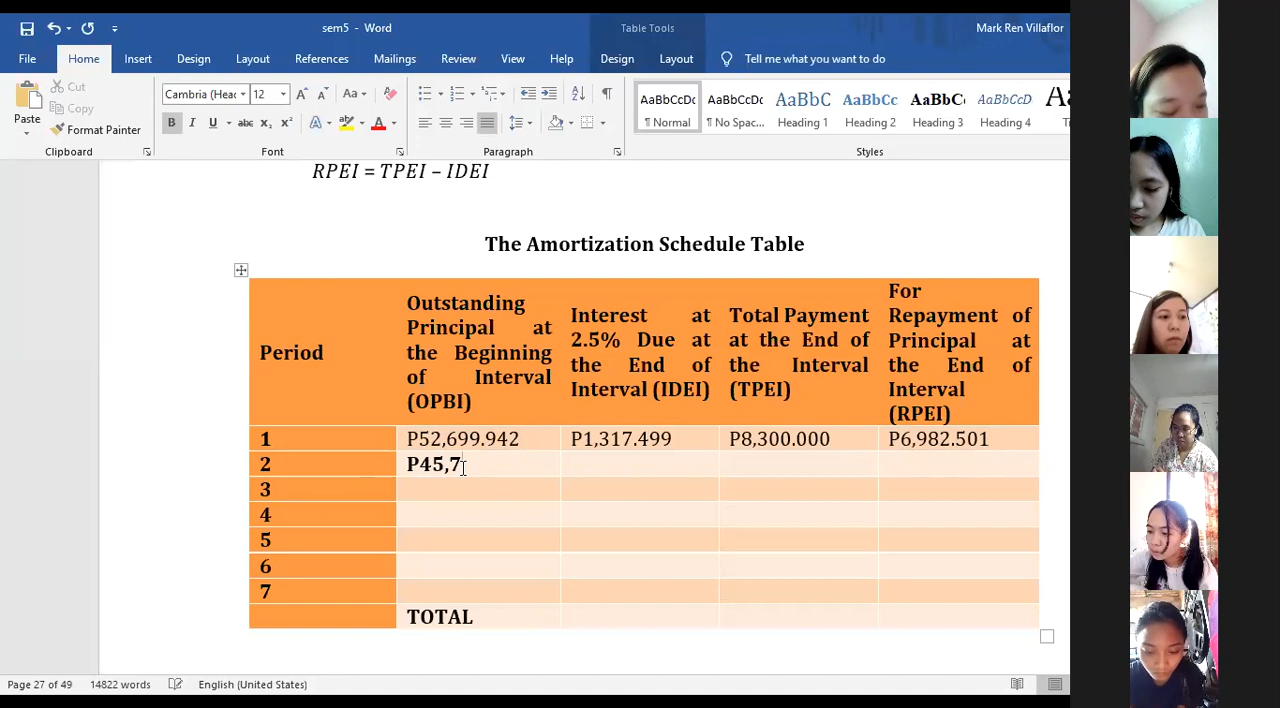 sem5 - Word
Table Tools
Mark Ren Villaflor
File Home Insert Design Layout References Mailings Review View Help Design Layout Tell me what you want to do
Paste
Cut
Copy
Format Painter
Cambria (Head 12
AaBbCcDc AaBbCcDc AaBbC AaBbCc AaBbCc AaBbCcD
¶ Normal ¶ No Spac... Heading 1 Heading 2 Heading 3 Heading 4
Clipboard Font Paragraph Styles
RPEI = TPEI – IDEI
The Amortization Schedule Table
Period
Outstanding
Principal at
the Beginning
of Interval
(OPBI)
Interest at
2.5% Due at
the End of
Interval (IDEI)
Total Payment
at the End of
the Interval
(TPEI)
For
Repayment of
Principal at
the End of
Interval
(RPEI)
1 P52,699.942 P1,317.499 P8,300.000 P6,982.501
2 P45,7
3
4
5
6
7
TOTAL
Page 27 of 49 14822 words English (United States)